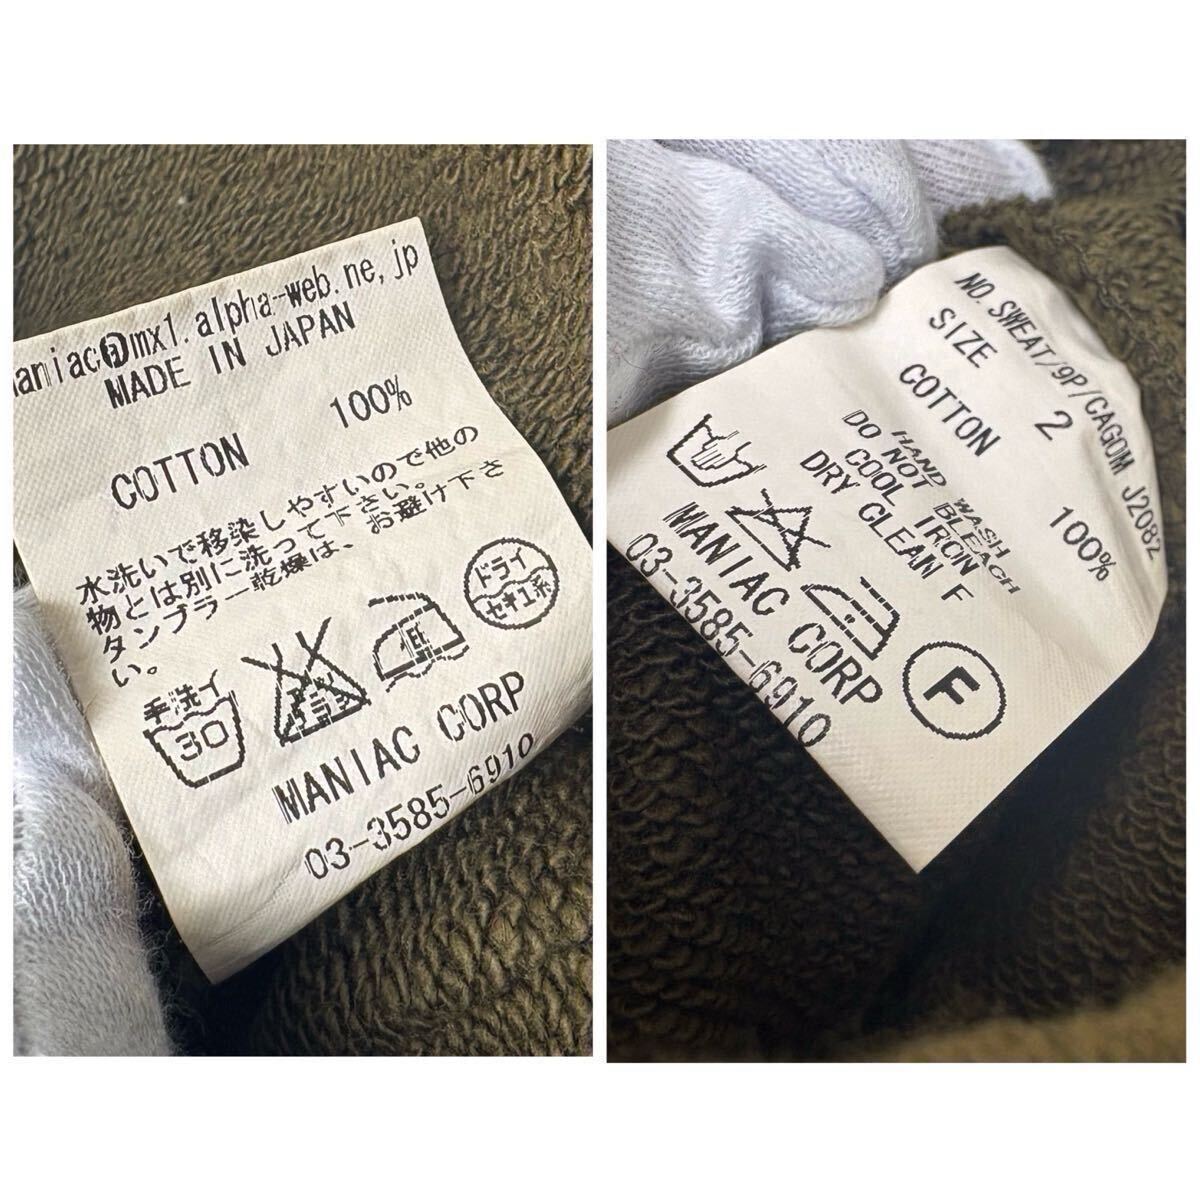 maniac@mx1.alpha-web.ne,jp
MADE IN JAPAN
COTTON 100%
水洗いで移染しやすいので他の
物とは別に洗って下さい。
タンブラー乾燥は、お避け下さ
い。
手洗イ
30
ドライ
セキユ系
MANIAC CORP
03-3585-6910
NO. SWEAT/9P/CAGOM J2082
SIZE 2
COTTON 100%
HAND WASH
DO NOT BLEACH
COOL IRON
DRY CLEAN F
F
MANIAC CORP
03-3585-6910